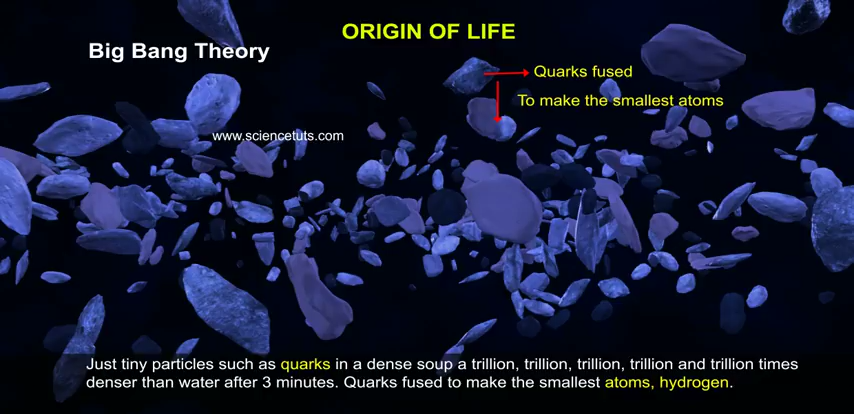 ORIGIN OF LIFE
Big Bang Theory
Quarks fused
To make the smallest atoms
www.sciencetuts.com
Just tiny particles such as quarks in a dense soup a trillion, trillion, trillion, trillion and trillion times
denser than water after 3 minutes. Quarks fused to make the smallest atoms, hydrogen.